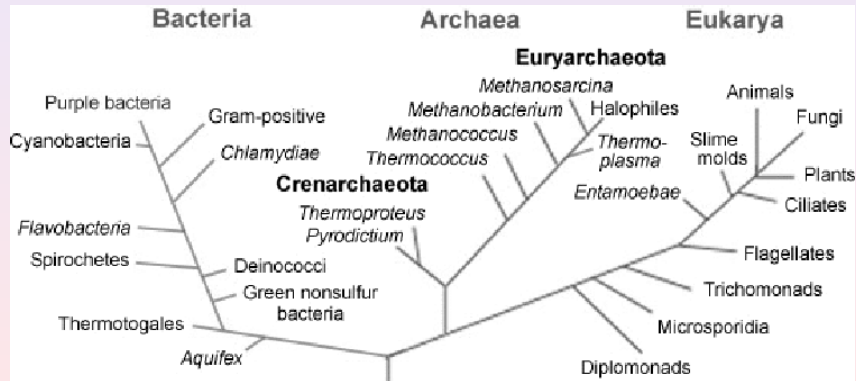 Bacteria
Archaea
Eukarya
Euryarchaeota
Methanosarcina
Animals
Purple bacteria
Methanobacterium
Halophiles
Gram-positive
Fungi
Cyanobacteria
Methanococcus
Thermo-
plasma
Slime
molds
Chlamydiae
Thermococcus
Plants
Crenarchaeota
Entamoebae
Ciliates
Thermoproteus
Flavobacteria
Pyrodictium
Flagellates
Spirochetes
Deinococci
Trichomonads
Green nonsulfur
bacteria
Thermotogales
Microsporidia
Aquifex
Diplomonads